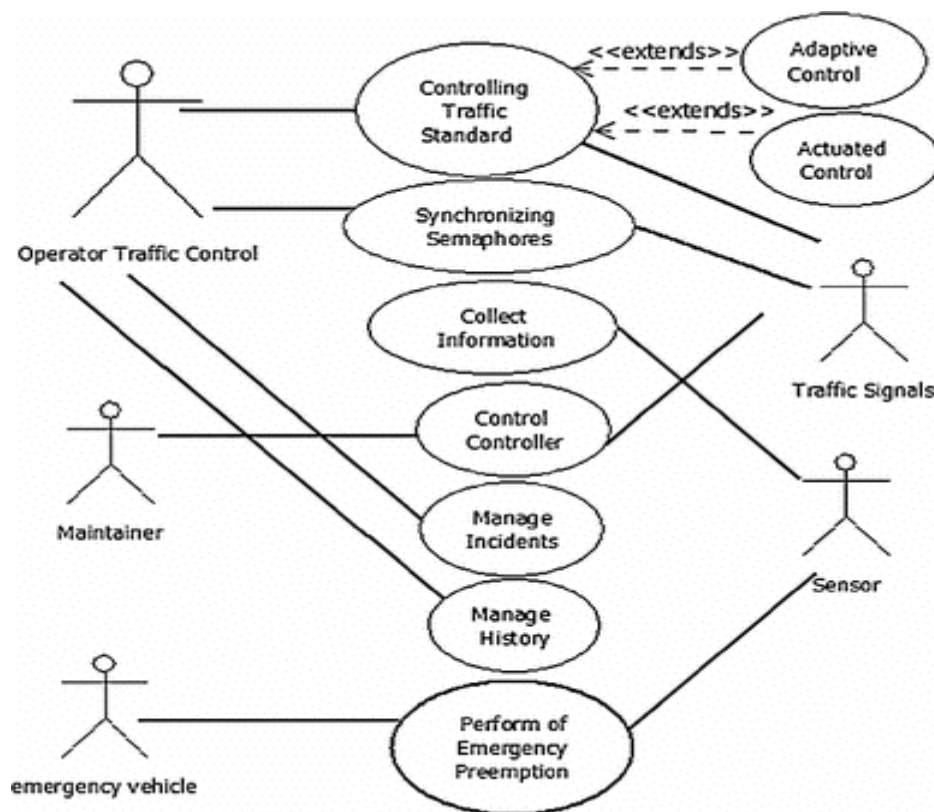 <<extends>>
Adaptive
Control
Controlling
Traffic
Standard
<<extends>>
Actuated
Control
Synchronizing
Semaphores
Operator Traffic Control
Collect
Information
Traffic Signals
Control
Controller
Maintainer
Manage
Incidents
Sensor
Manage
History
Perform of
Emergency
Preemption
emergency vehicle